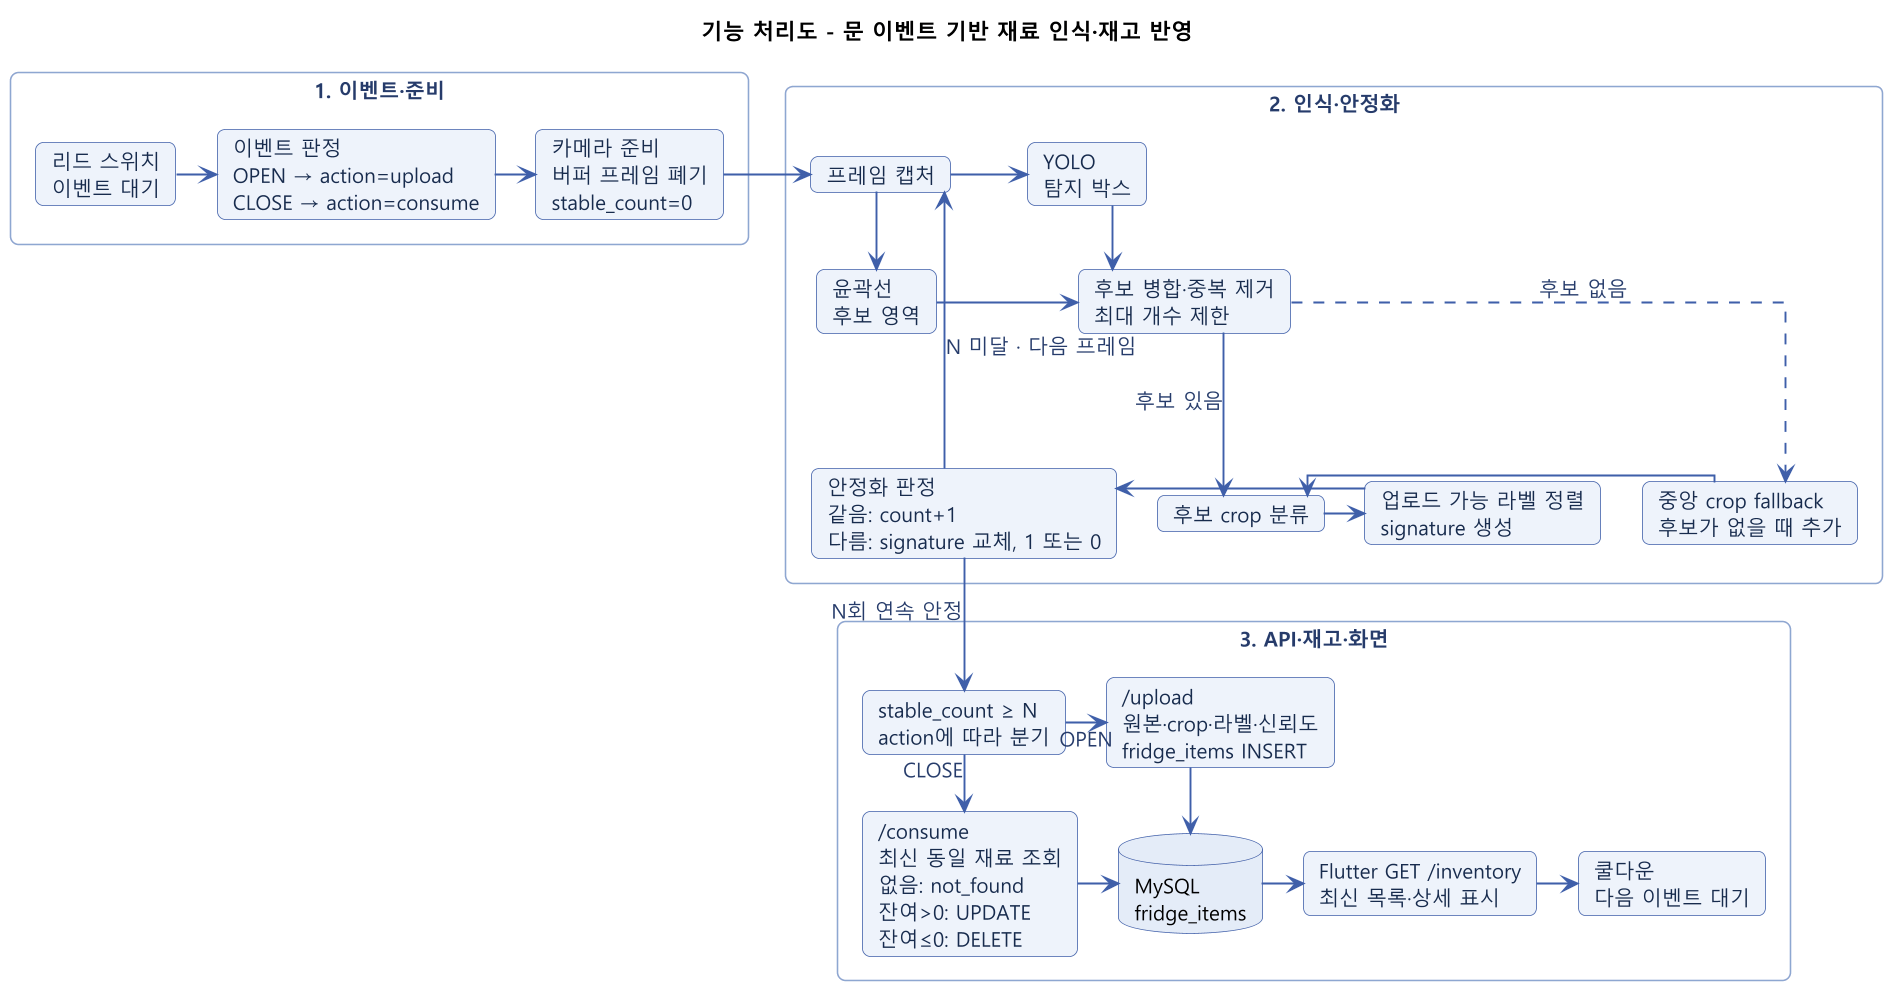 기능 처리도 - 문 이벤트 기반 재료 인식·재고 반영
1. 이벤트·준비
리드 스위치
이벤트 대기
이벤트 판정
OPEN → action=upload
CLOSE → action=consume
카메라 준비
버퍼 프레임 폐기
stable_count=0
2. 인식·안정화
프레임 캡처
YOLO
탐지 박스
윤곽선
후보 영역
후보 병합·중복 제거
최대 개수 제한
후보 없음
N 미달 · 다음 프레임
후보 있음
안정화 판정
같음: count+1
다름: signature 교체, 1 또는 0
후보 crop 분류
업로드 가능 라벨 정렬
signature 생성
중앙 crop fallback
후보가 없을 때 추가
N회 연속 안정
3. API·재고·화면
stable_count ≥ N
action에 따라 분기
OPEN
/upload
원본·crop·라벨·신뢰도
fridge_items INSERT
CLOSE
/consume
최신 동일 재료 조회
없음: not_found
잔여>0: UPDATE
잔여≤0: DELETE
MySQL
fridge_items
Flutter GET /inventory
최신 목록·상세 표시
쿨다운
다음 이벤트 대기